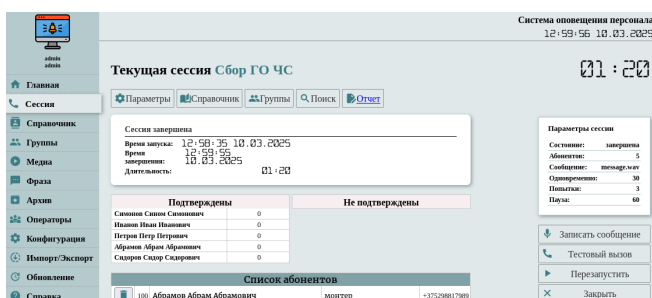 Система оповещения персонала
12:59:56 10.03.2025
admin
admin
Главная
Сессия
Справочник
Группы
Медиа
Фраза
Архив
Операторы
Конфигурация
Импорт/Экспорт
Обновление
Справка
Текущая сессия Сбор ГО ЧС
01:20
Параметры Справочник Группы Поиск Отчет
Сессия завершена
Время запуска: 12:58:35 10.03.2025
Время завершения: 12:59:55 10.03.2025
Длительность: 01:20
Подтверждены Не подтверждены
Симонов Сином Симонович 0
Иванов Иван Иванович 0
Петров Петр Петрович 0
Абрамов Абрам Абрамович 0
Сидоров Сидор Сидорович 0
Список абонентов
100 Абрамов Абрам Абрамович монтер +375298817989
Параметры сессии
Состояние: завершена
Абонентов: 5
Сообщение: message.wav
Одновременно: 30
Попытки: 3
Пауза: 60
Записать сообщение
Тестовый вызов
Перезапустить
Закрыть